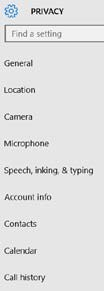 PRIVACY
Find a setting
General
Location
Camera
Microphone
Speech, inking, & typing
Account info
Contacts
Calendar
Call history